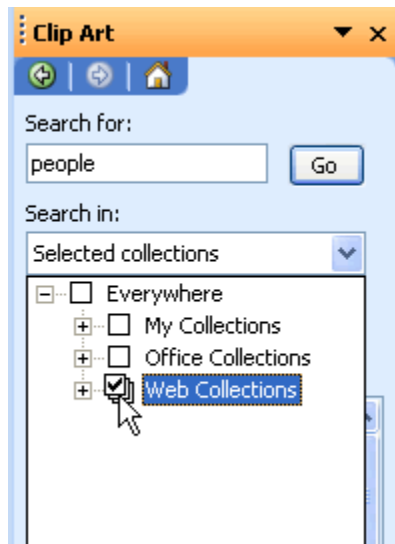 Clip Art
Search for:
people Go
Search in:
Selected collections
Everywhere
My Collections
Office Collections
Web Collections